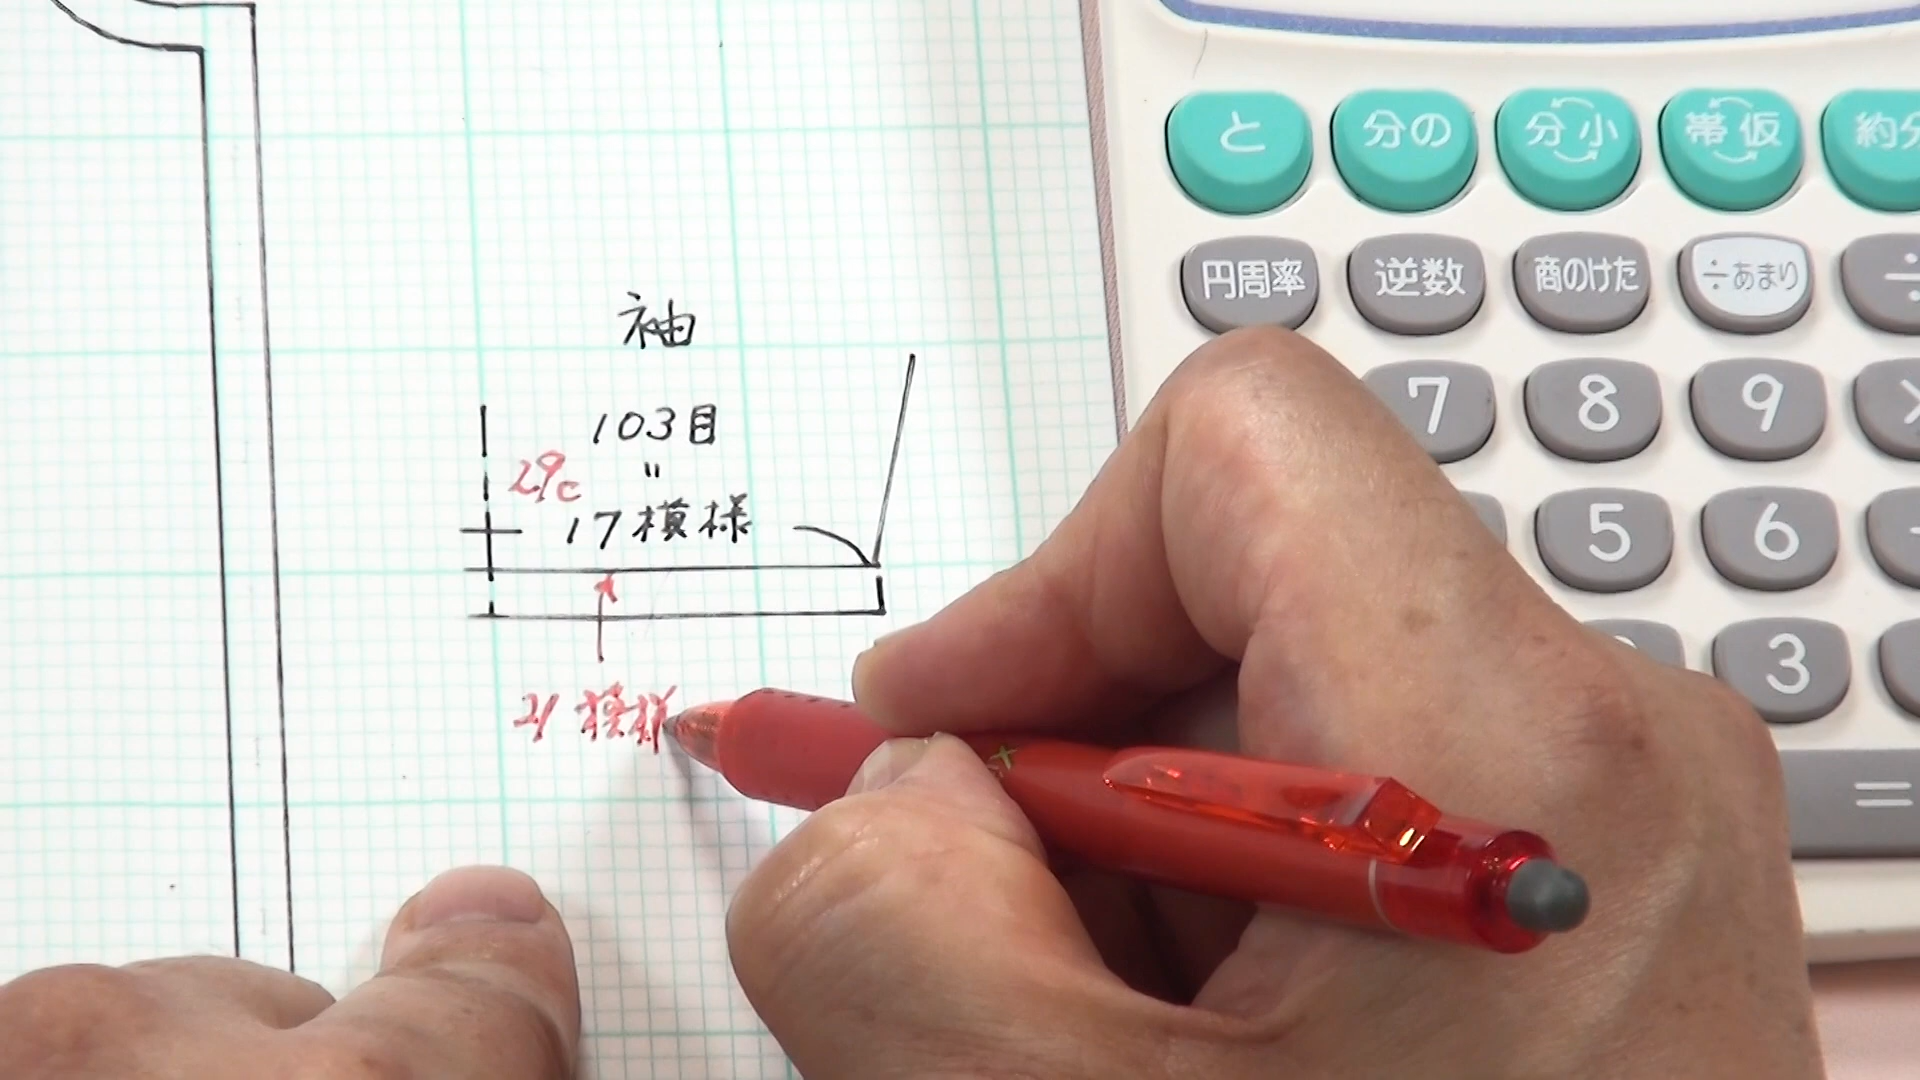 袖
103目
29c
〃
17模様
21 模様
と 分の 分小 帯仮 約分
円周率 逆数 商のけた ÷あまり ÷
7 8 9 ×
5 6
3
=